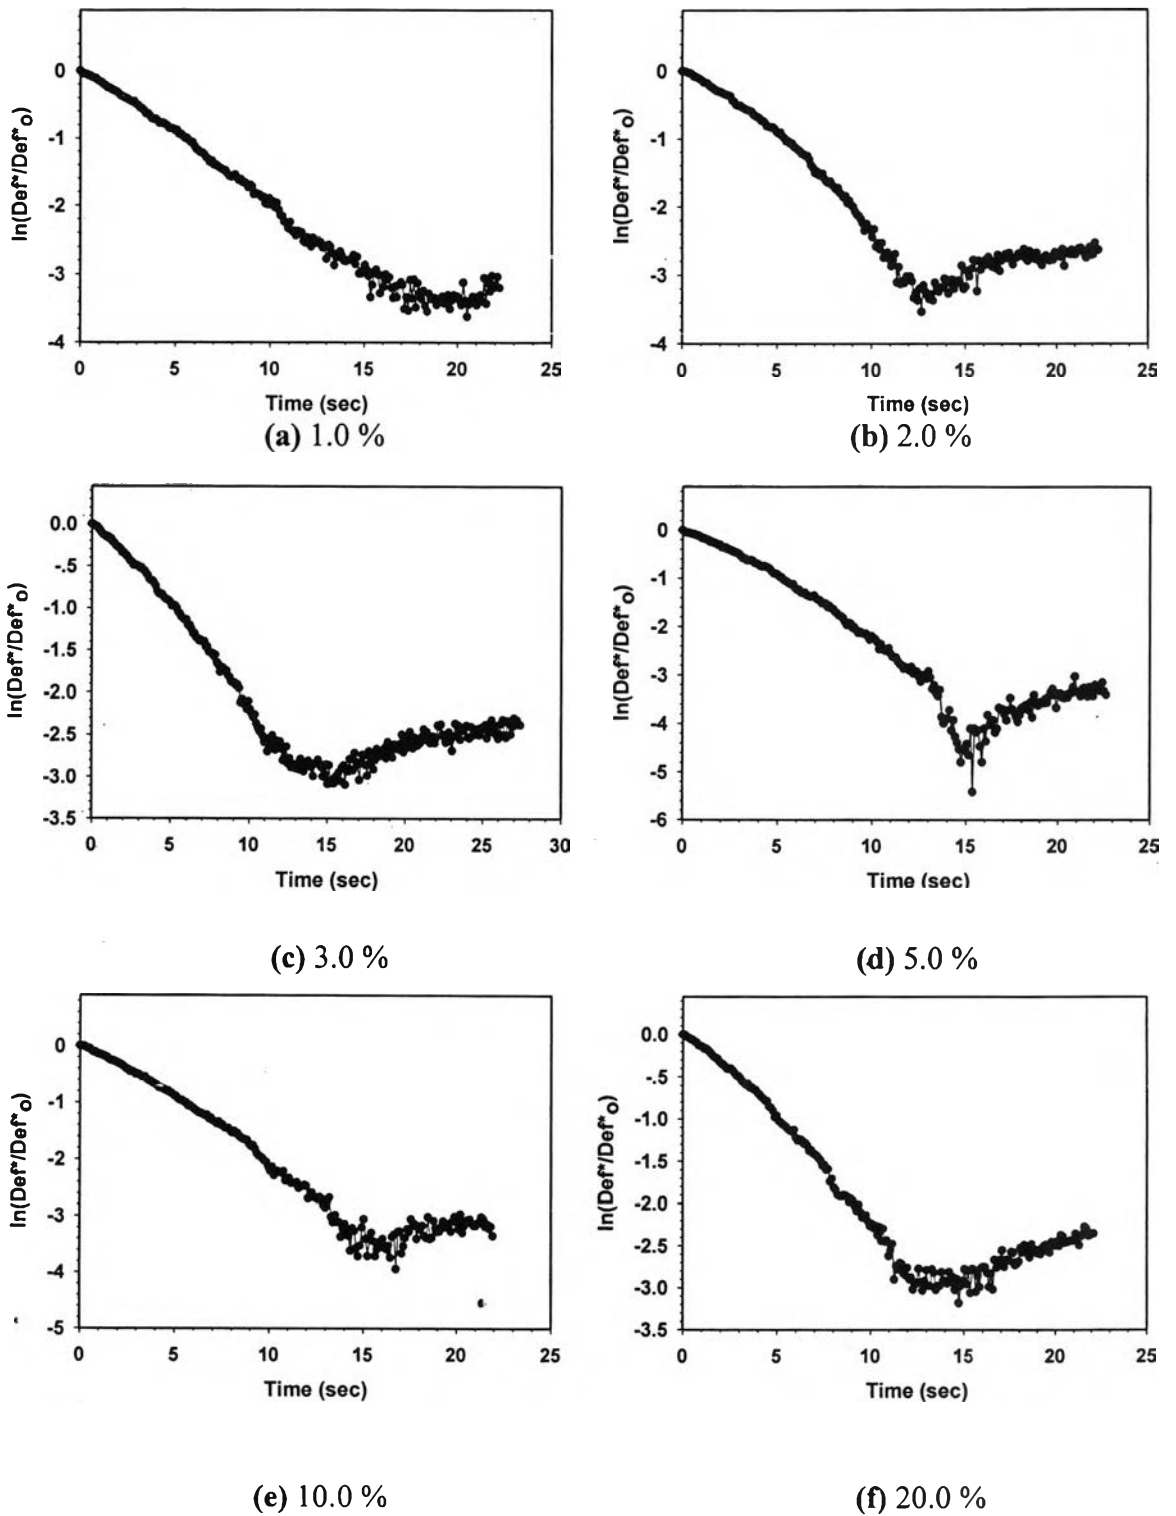 ln(Def*/Def*o)
0
-1
-2
-3
-4
0 5 10 15 20 25
Time (sec)
(a) 1.0 %
ln(Def*/Def*o)
0
-1
-2
-3
-4
0 5 10 15 20 25
Time (sec)
(b) 2.0 %
ln(Def*/Def*o)
0.0
-.5
-1.0
-1.5
-2.0
-2.5
-3.0
-3.5
0 5 10 15 20 25 30
Time (sec)
(c) 3.0 %
ln(Def*/Def*o)
0
-1
-2
-3
-4
-5
-6
0 5 10 15 20 25
Time (sec)
(d) 5.0 %
ln(Def*/Def*o)
0
-1
-2
-3
-4
-5
0 5 10 15 20 25
Time (sec)
(e) 10.0 %
ln(Def*/Def*o)
0.0
-.5
-1.0
-1.5
-2.0
-2.5
-3.0
-3.5
0 5 10 15 20 25
Time (sec)
(f) 20.0 %